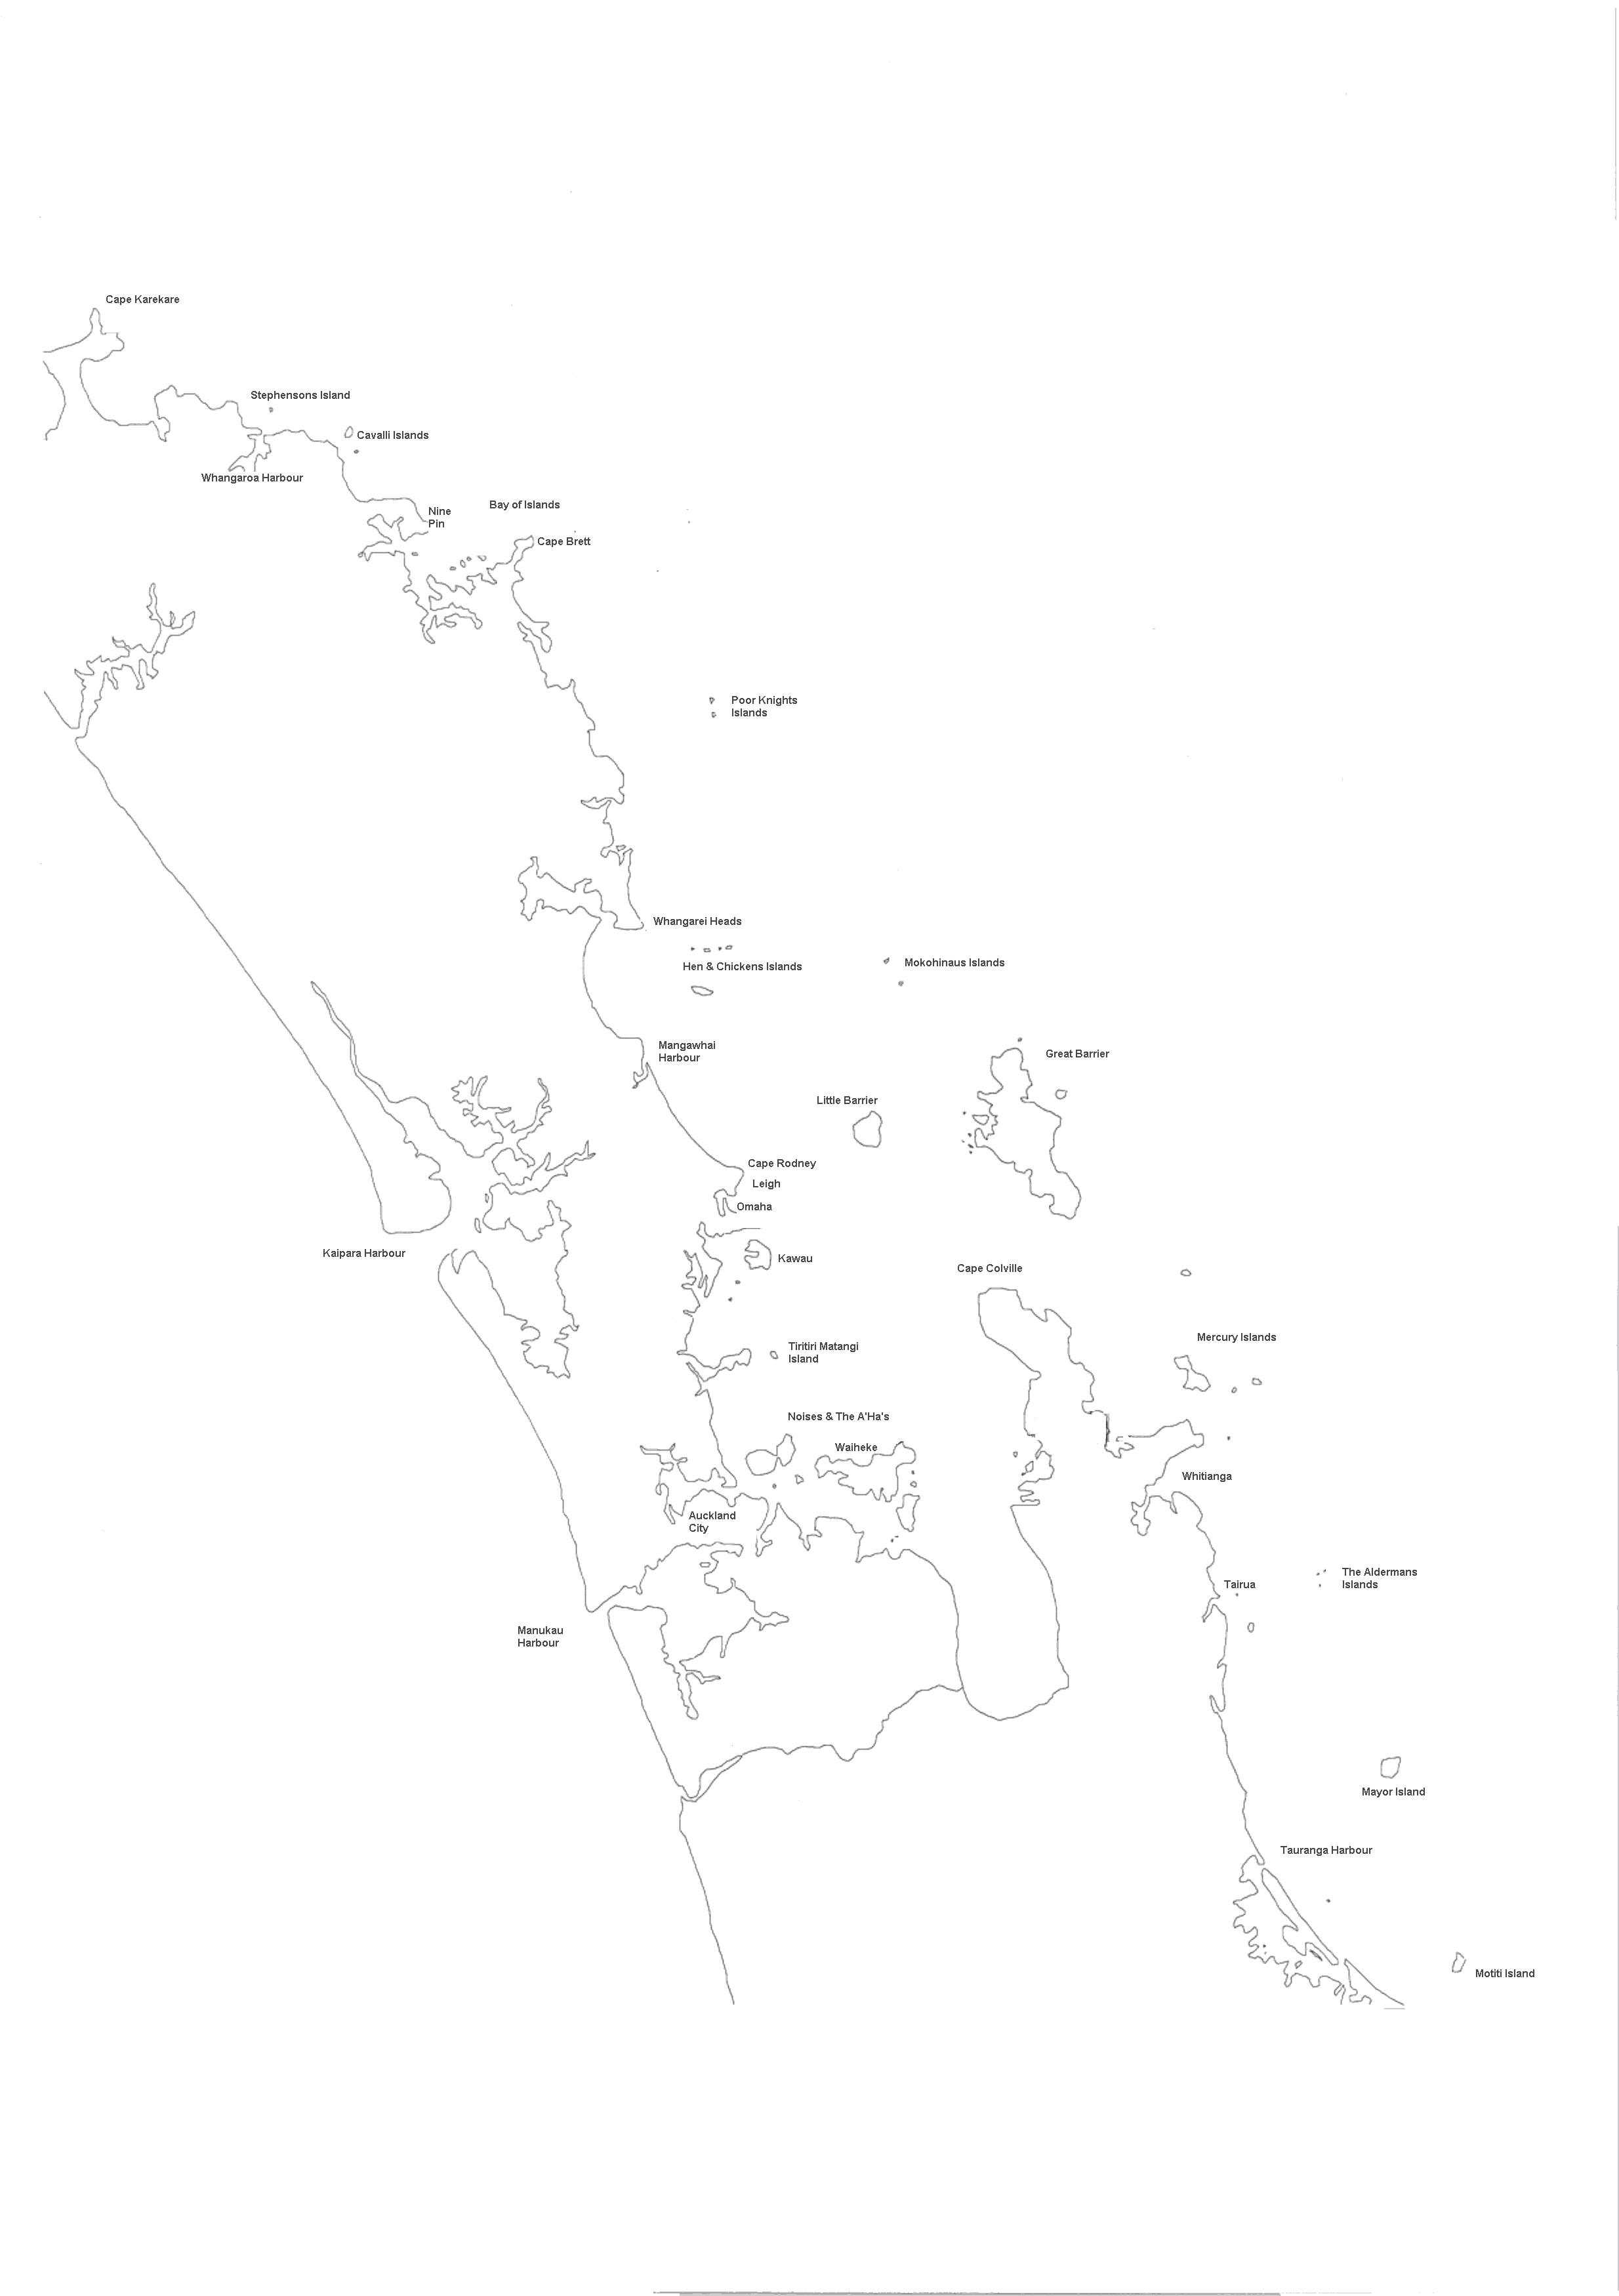 Cape Karekare
Stephensons Island
Cavalli Islands
Whangaroa Harbour
Bay of Islands
Nine
Pin
Cape Brett
Poor Knights
Islands
Whangarei Heads
Hen & Chickens Islands
Mokohinaus Islands
Mangawhai
Harbour
Great Barrier
Little Barrier
Cape Rodney
Leigh
Omaha
Kaipara Harbour
Kawau
Cape Colville
Mercury Islands
Tiritiri Matangi
Island
Noises & The A'Ha's
Waiheke
Whitianga
Auckland
City
The Aldermans
Islands
Tairua
Manukau
Harbour
Mayor Island
Tauranga Harbour
Motiti Island